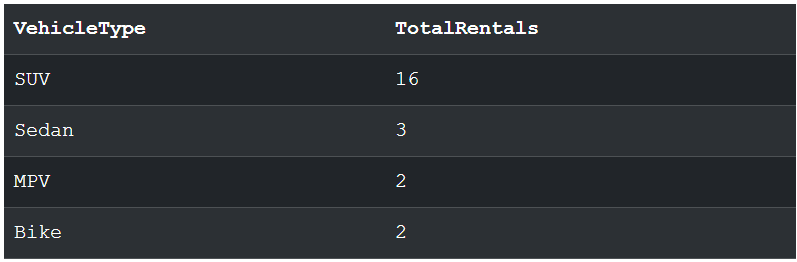 VehicleType TotalRentals
SUV 16
Sedan 3
MPV 2
Bike 2